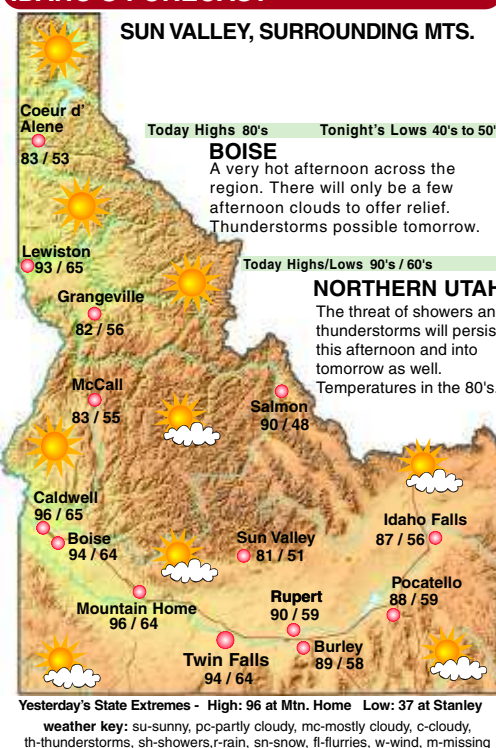 IDAHO'S FORECAST
SUN VALLEY, SURROUNDING MTS.
Today Highs 80's Tonight's Lows 40's to 50'
BOISE
A very hot afternoon across the
region. There will only be a few
afternoon clouds to offer relief.
Thunderstorms possible tomorrow.
Today Highs/Lows 90's / 60's
NORTHERN UTAH
The threat of showers an
thunderstorms will persis
this afternoon and into
tomorrow as well.
Temperatures in the 80's.
Coeur d'
Alene
83 / 53
Lewiston
93 / 65
Grangeville
82 / 56
McCall
83 / 55
Salmon
90 / 48
Caldwell
96 / 65
Boise
94 / 64
Sun Valley
81 / 51
Idaho Falls
87 / 56
Mountain Home
96 / 64
Rupert
90 / 59
Pocatello
88 / 59
Twin Falls
94 / 64
Burley
89 / 58
Yesterday's State Extremes - High: 96 at Mtn. Home Low: 37 at Stanley
weather key: su-sunny, pc-partly cloudy, mc-mostly cloudy, c-cloudy,
th-thunderstorms, sh-showers,r-rain, sn-snow, fl-flurries, w-wind, m-missing